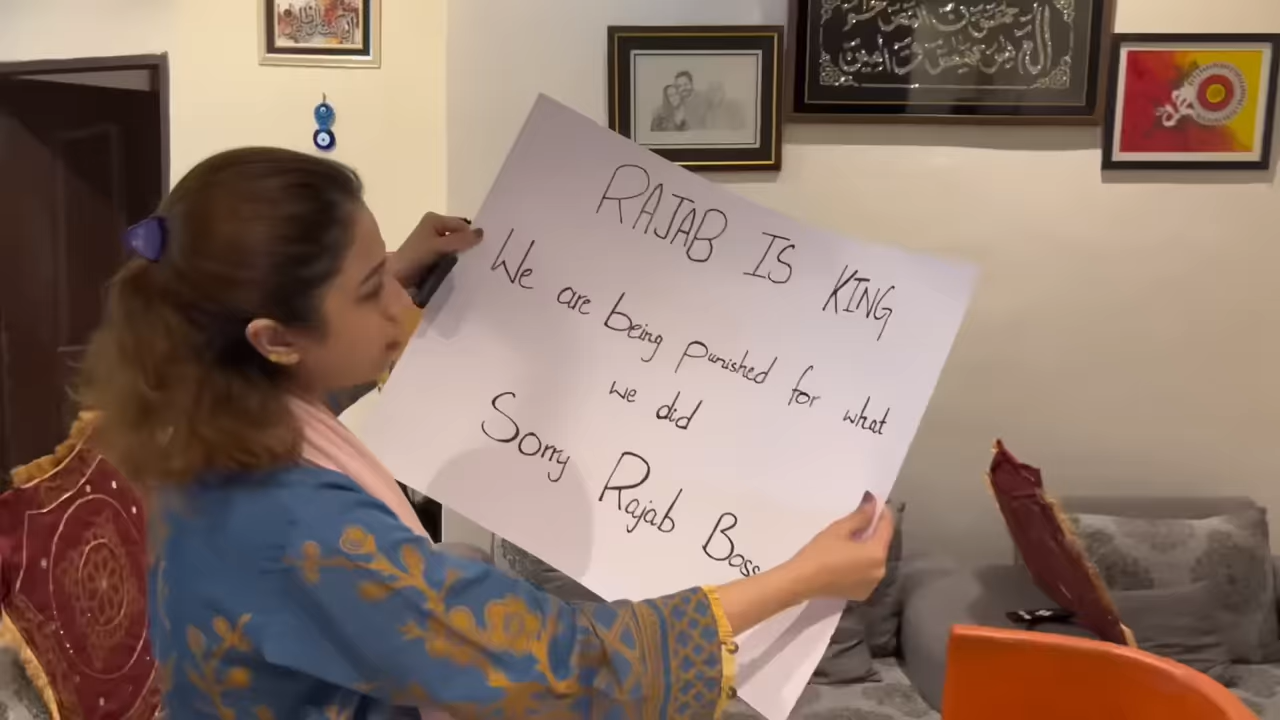 RAJAB IS KING
We are being punished for what
we did
Sorry Rajab Boss